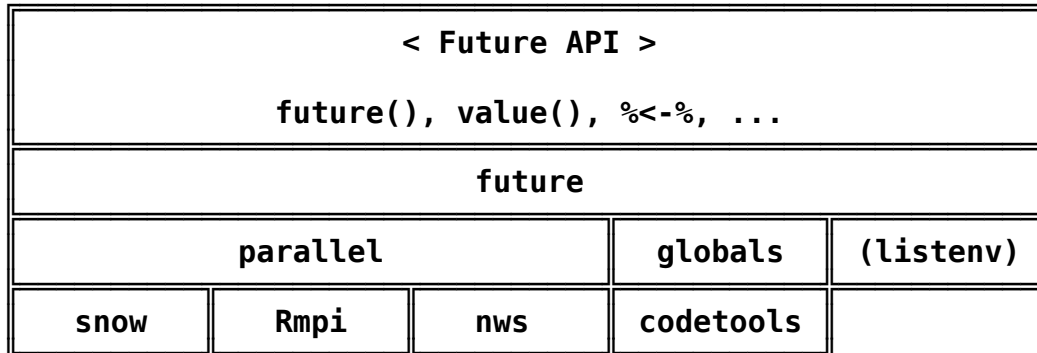 < Future API >
future(), value(), %<-%, ...
future
parallel globals (listenv)
snow Rmpi nws codetools